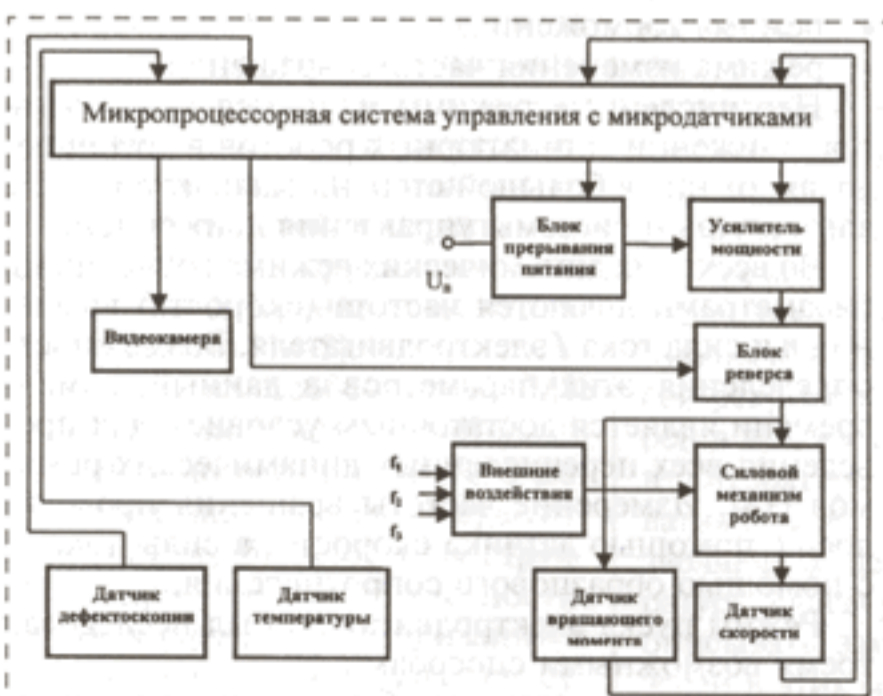 Микропроцессорная система управления с микродатчиками
Блок
прерывания
питания
Усилитель
мощности
Uп
Видеокамера
Блок
реверса
f1
f2
f3
Внешние
воздействия
Силовой
механизм
робота
Датчик
дефектоскопии
Датчик
температуры
Датчик
вращающего
момента
Датчик
скорости